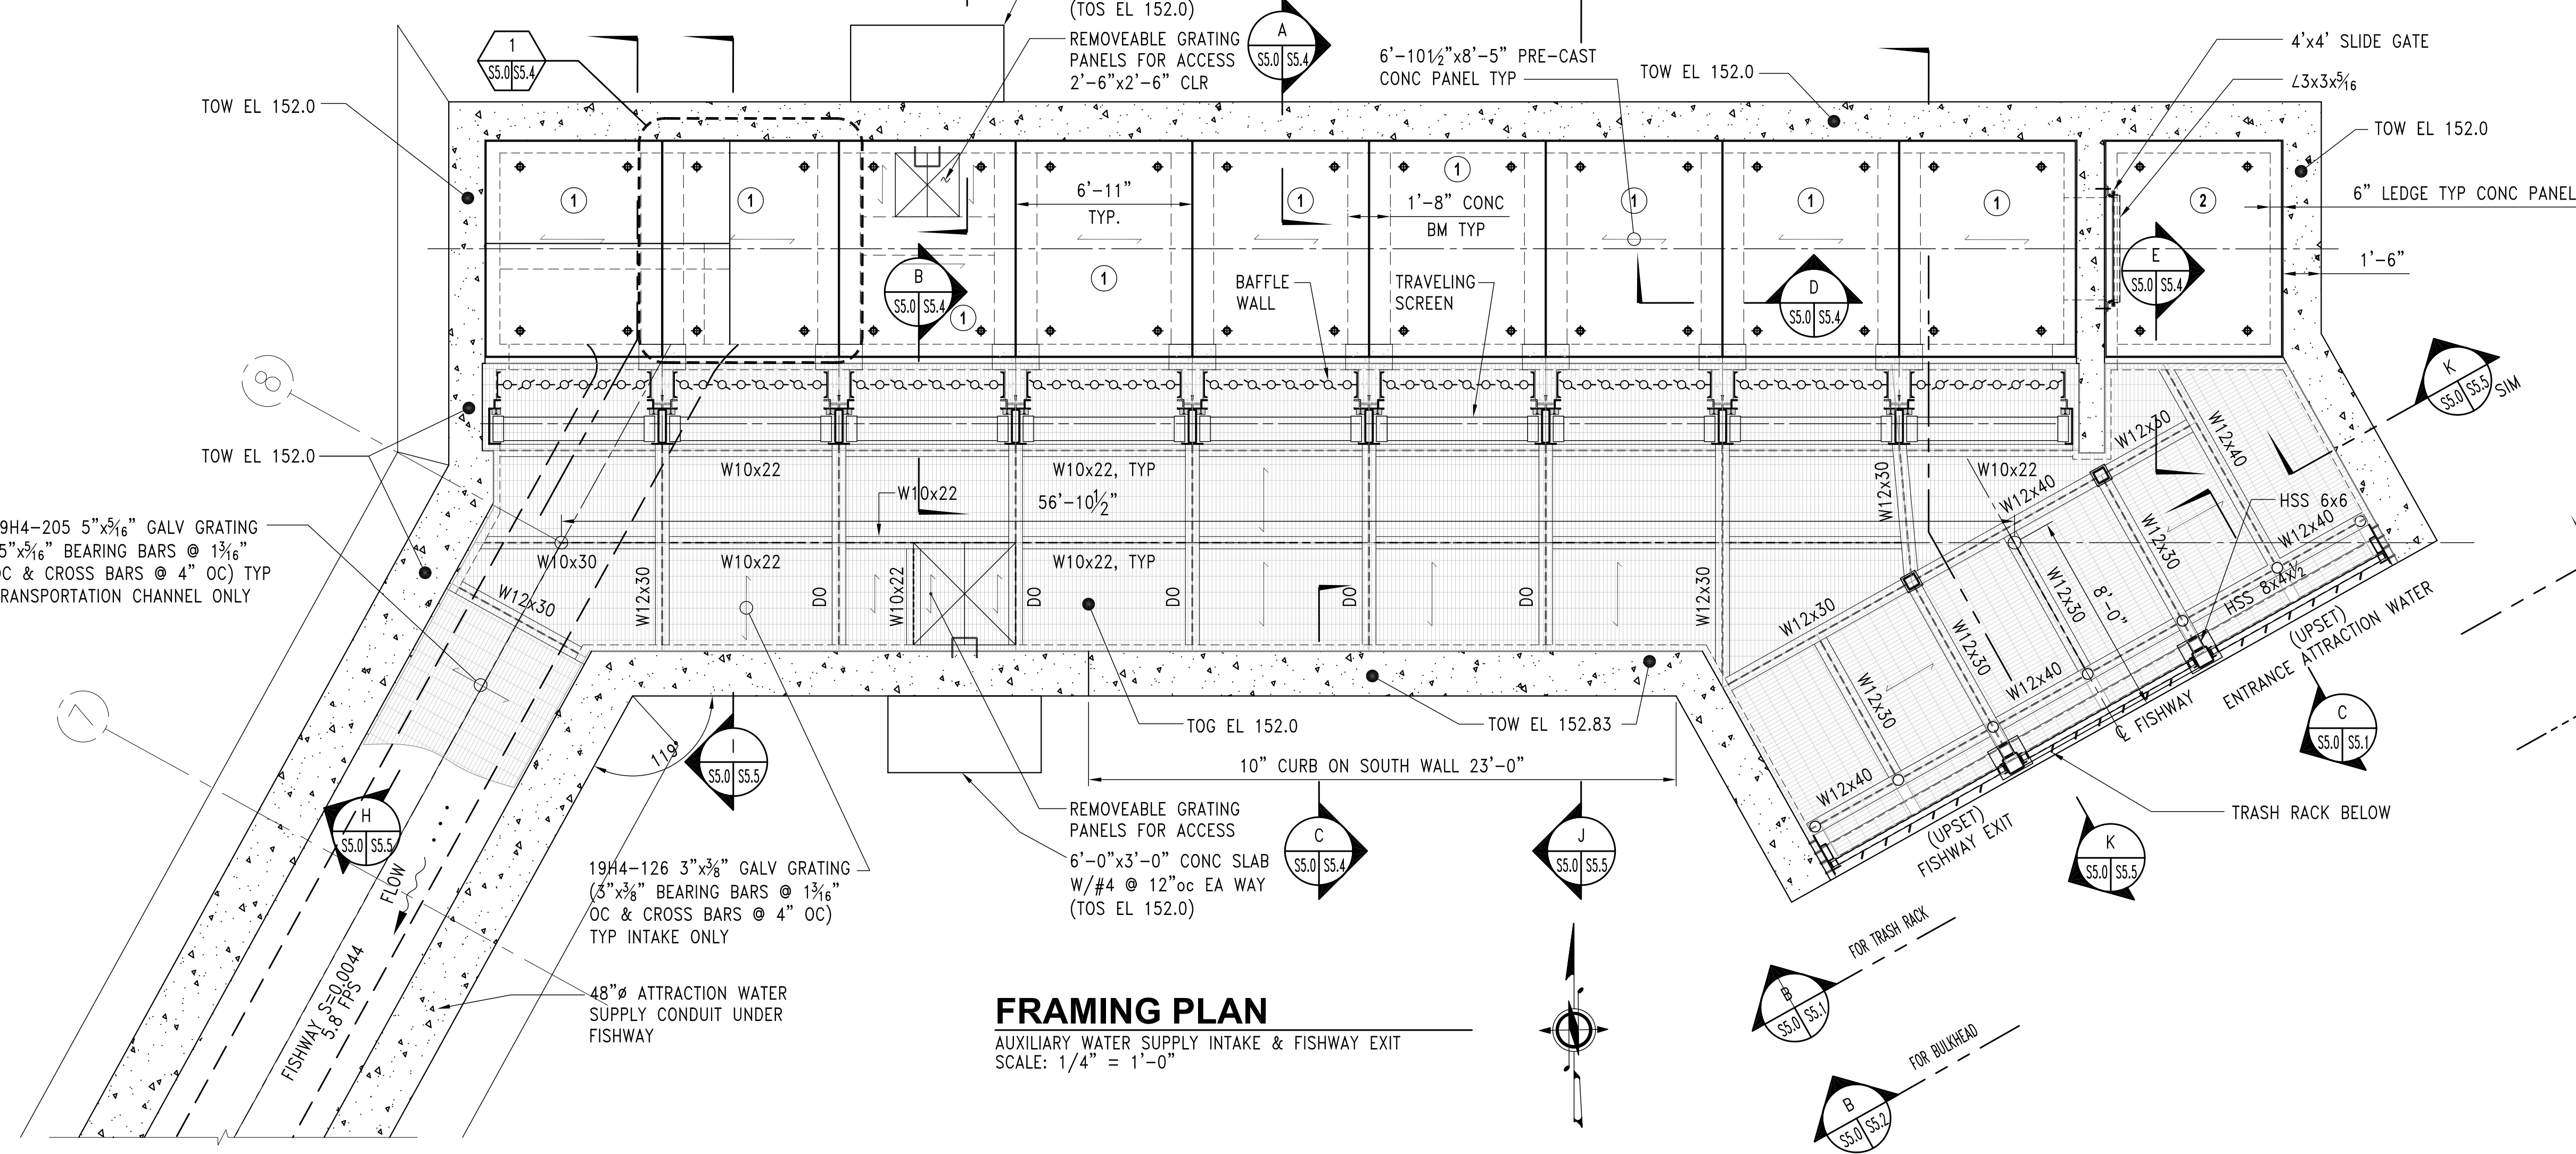 (TOS EL 152.0)
REMOVEABLE GRATING
PANELS FOR ACCESS
2'-6"x2'-6" CLR
1
S5.0 S5.4
A
S5.0 S5.4
6'-10½"x8'-5" PRE-CAST
CONC PANEL TYP
TOW EL 152.0
4'x4' SLIDE GATE
∠3x3x5/16
TOW EL 152.0
TOW EL 152.0
6" LEDGE TYP CONC PANEL
1'-6"
1
1
6'-11"
TYP.
1
1
1'-8" CONC
BM TYP
1
1
1
2
1
1
B
S5.0 S5.4
BAFFLE
WALL
TRAVELING
SCREEN
D
S5.0 S5.4
E
S5.0 S5.4
K
S5.0 S5.5
SIM
8
7
TOW EL 152.0
W10x22
W10x22, TYP
W10x22
56'-10½"
W10x30
W10x22
W10x22, TYP
W12x30
DO
W10x22
DO
DO
DO
DO
W12x30
W12x30
W10x22
W12x30
W12x40
W12x40
W12x30
HSS 6x6
W12x40
W12x30
8'-0"
HSS 8x4x½
W12x30
W12x30
W12x30
W12x40
W12x40
W12x30
9H4-205 5"x5/16" GALV GRATING
5"x5/16" BEARING BARS @ 1 3/16"
OC & CROSS BARS @ 4" OC) TYP
RANSPORTATION CHANNEL ONLY
(UPSET)
ENTRANCE ATTRACTION WATER
℄ FISHWAY
(UPSET)
FISHWAY EXIT
C
S5.0 S5.1
TRASH RACK BELOW
K
S5.0 S5.5
119°
I
S5.0 S5.5
TOG EL 152.0
TOW EL 152.83
10" CURB ON SOUTH WALL 23'-0"
REMOVEABLE GRATING
PANELS FOR ACCESS
6'-0"x3'-0" CONC SLAB
W/#4 @ 12"oc EA WAY
(TOS EL 152.0)
C
S5.0 S5.4
J
S5.0 S5.5
H
S5.0 S5.5
FLOW
FISHWAY S=0.0044
5.8 FPS
19H4-126 3"x3/8" GALV GRATING
(3"x3/8" BEARING BARS @ 1 3/16"
OC & CROSS BARS @ 4" OC)
TYP INTAKE ONLY
48"ø ATTRACTION WATER
SUPPLY CONDUIT UNDER
FISHWAY
FRAMING PLAN
AUXILIARY WATER SUPPLY INTAKE & FISHWAY EXIT
SCALE: 1/4" = 1'-0"
FOR TRASH RACK
B
S5.0 S5.1
FOR BULKHEAD
B
S5.0 S5.2